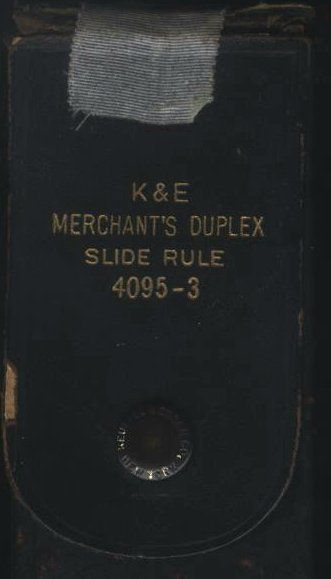 K & E
MERCHANT'S DUPLEX
SLIDE RULE
4095-3